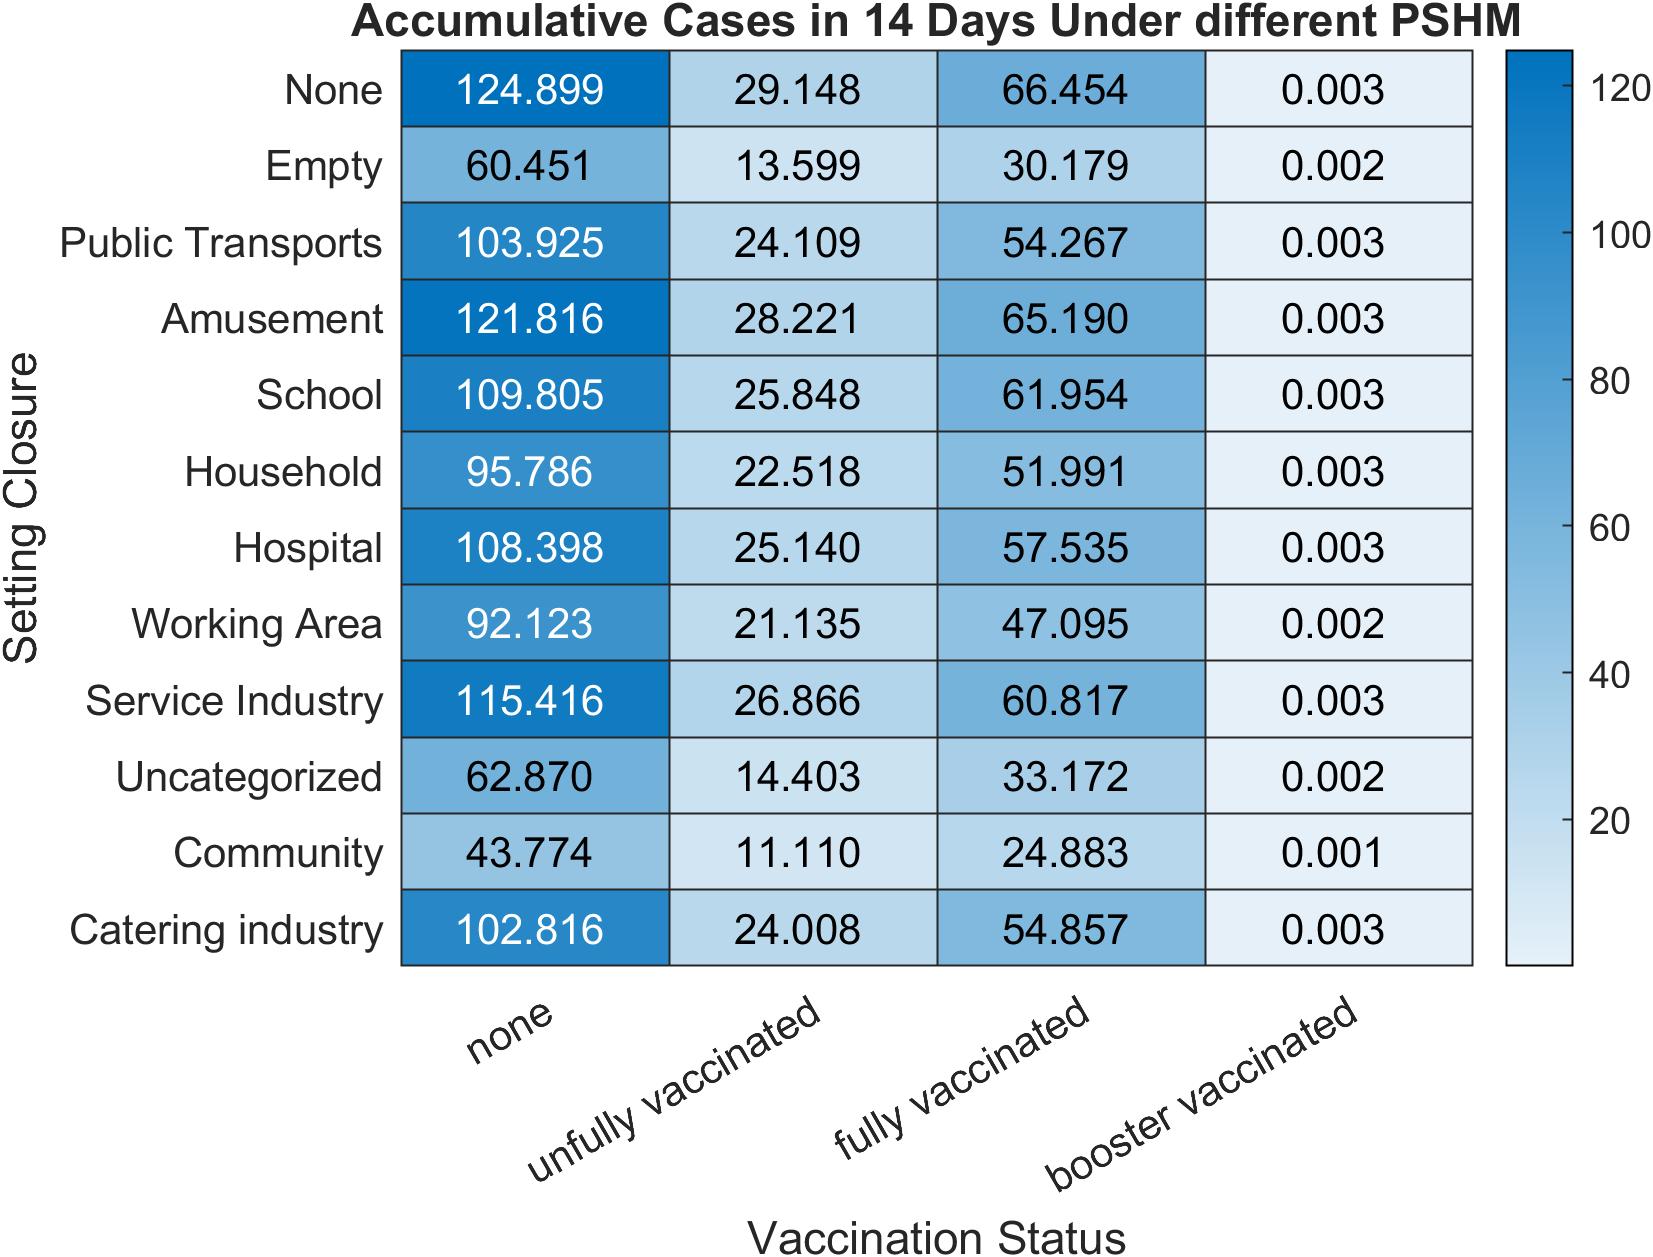 Accumulative Cases in 14 Days Under different PSHM
None 124.899 29.148 66.454 0.003
Empty 60.451 13.599 30.179 0.002
Public Transports 103.925 24.109 54.267 0.003
Amusement 121.816 28.221 65.190 0.003
School 109.805 25.848 61.954 0.003
Household 95.786 22.518 51.991 0.003
Hospital 108.398 25.140 57.535 0.003
Working Area 92.123 21.135 47.095 0.002
Service Industry 115.416 26.866 60.817 0.003
Uncategorized 62.870 14.403 33.172 0.002
Community 43.774 11.110 24.883 0.001
Catering industry 102.816 24.008 54.857 0.003
Setting Closure
none
unfully vaccinated
fully vaccinated
booster vaccinated
Vaccination Status
120
100
80
60
40
20